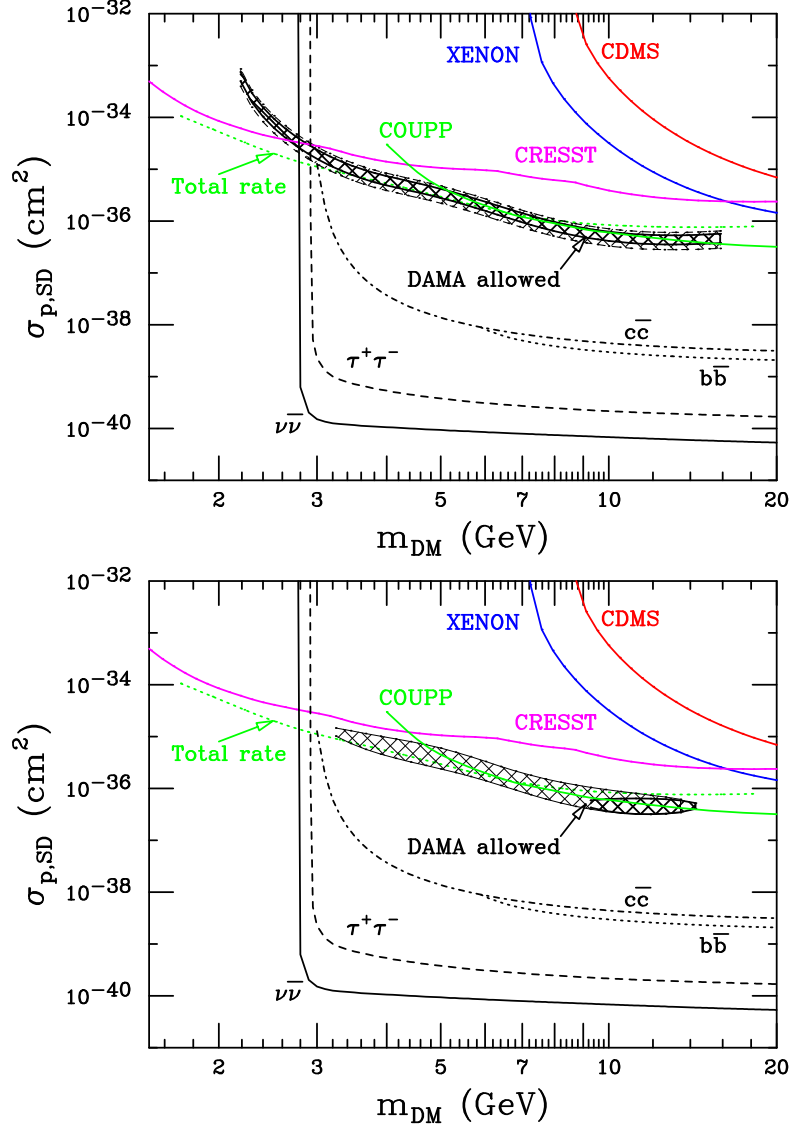 10⁻³²
XENON
CDMS
10⁻³⁴
COUPP
CRESST
Total rate
10⁻³⁶
DAMA allowed
10⁻³⁸
cc̅
τ⁺τ⁻
bb̅
10⁻⁴⁰
νν̅
σp,SD (cm²)
2 3 5 7 10 20
mDM (GeV)
10⁻³²
XENON
CDMS
10⁻³⁴
COUPP
CRESST
Total rate
10⁻³⁶
DAMA allowed
10⁻³⁸
cc̅
τ⁺τ⁻
bb̅
10⁻⁴⁰
νν̅
σp,SD (cm²)
2 3 5 7 10 20
mDM (GeV)